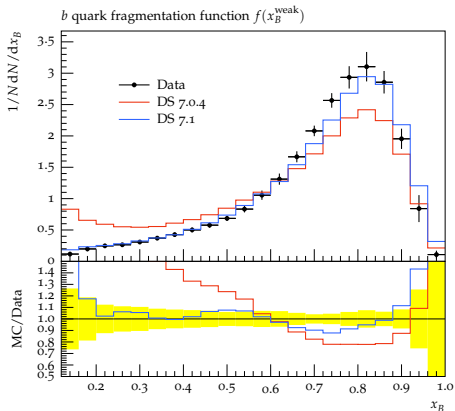 b quark fragmentation function f(x_B^weak)
1/N dN/dx_B
3.5
3
2.5
2
1.5
1
0.5
0
Data
DS 7.0.4
DS 7.1
MC/Data
1.4
1.3
1.2
1.1
1.0
0.9
0.8
0.7
0.6
0.5
0.2 0.3 0.4 0.5 0.6 0.7 0.8 0.9 1.0
x_B